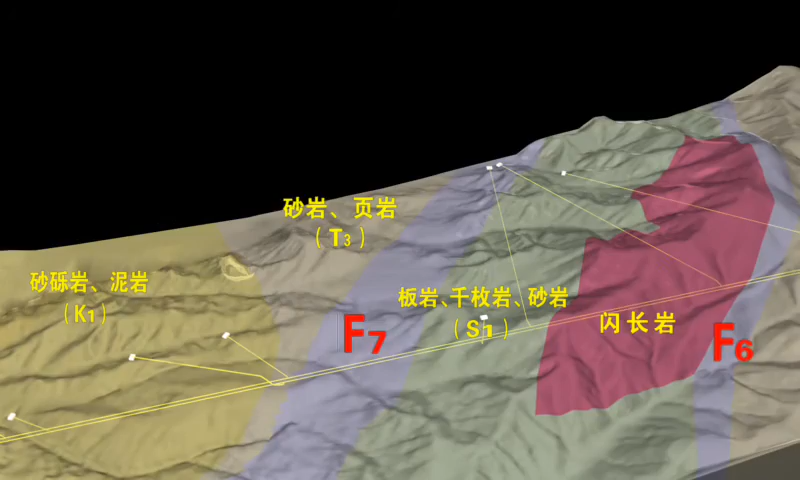 砂岩、页岩
(T3)
砂砾岩、泥岩
(K1)
板岩、千枚岩、砂岩
(S1)
闪长岩
F7
F6